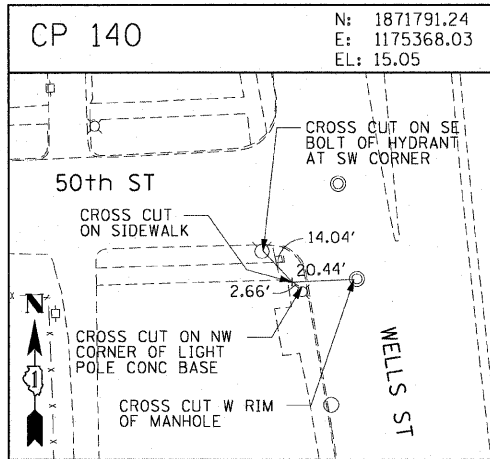 CP 140
N: 1871791.24
E: 1175368.03
EL: 15.05
CROSS CUT ON SE
BOLT OF HYDRANT
AT SW CORNER
50th ST
CROSS CUT
ON SIDEWALK
14.04'
20.44'
2.66'
N
1
CROSS CUT ON NW
CORNER OF LIGHT
POLE CONC BASE
WELLS ST
CROSS CUT W RIM
OF MANHOLE